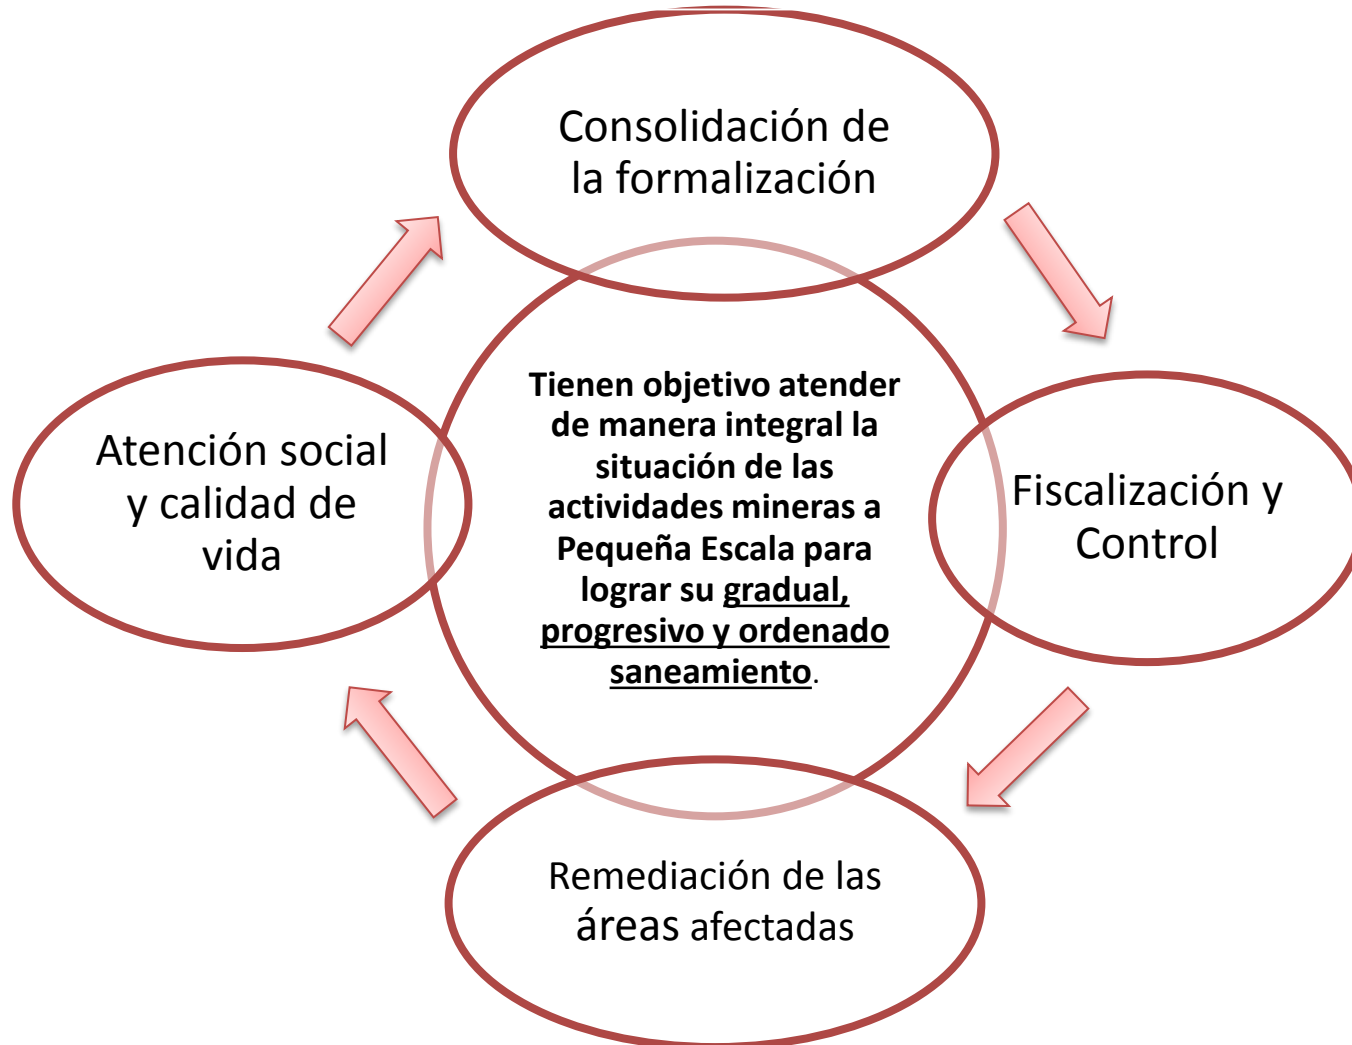 Consolidación de
la formalización
Tienen objetivo atender
de manera integral la
situación de las
actividades mineras a
Pequeña Escala para
lograr su gradual,
progresivo y ordenado
saneamiento.
Atención social
y calidad de
vida
Fiscalización y
Control
Remediación de las
áreas afectadas